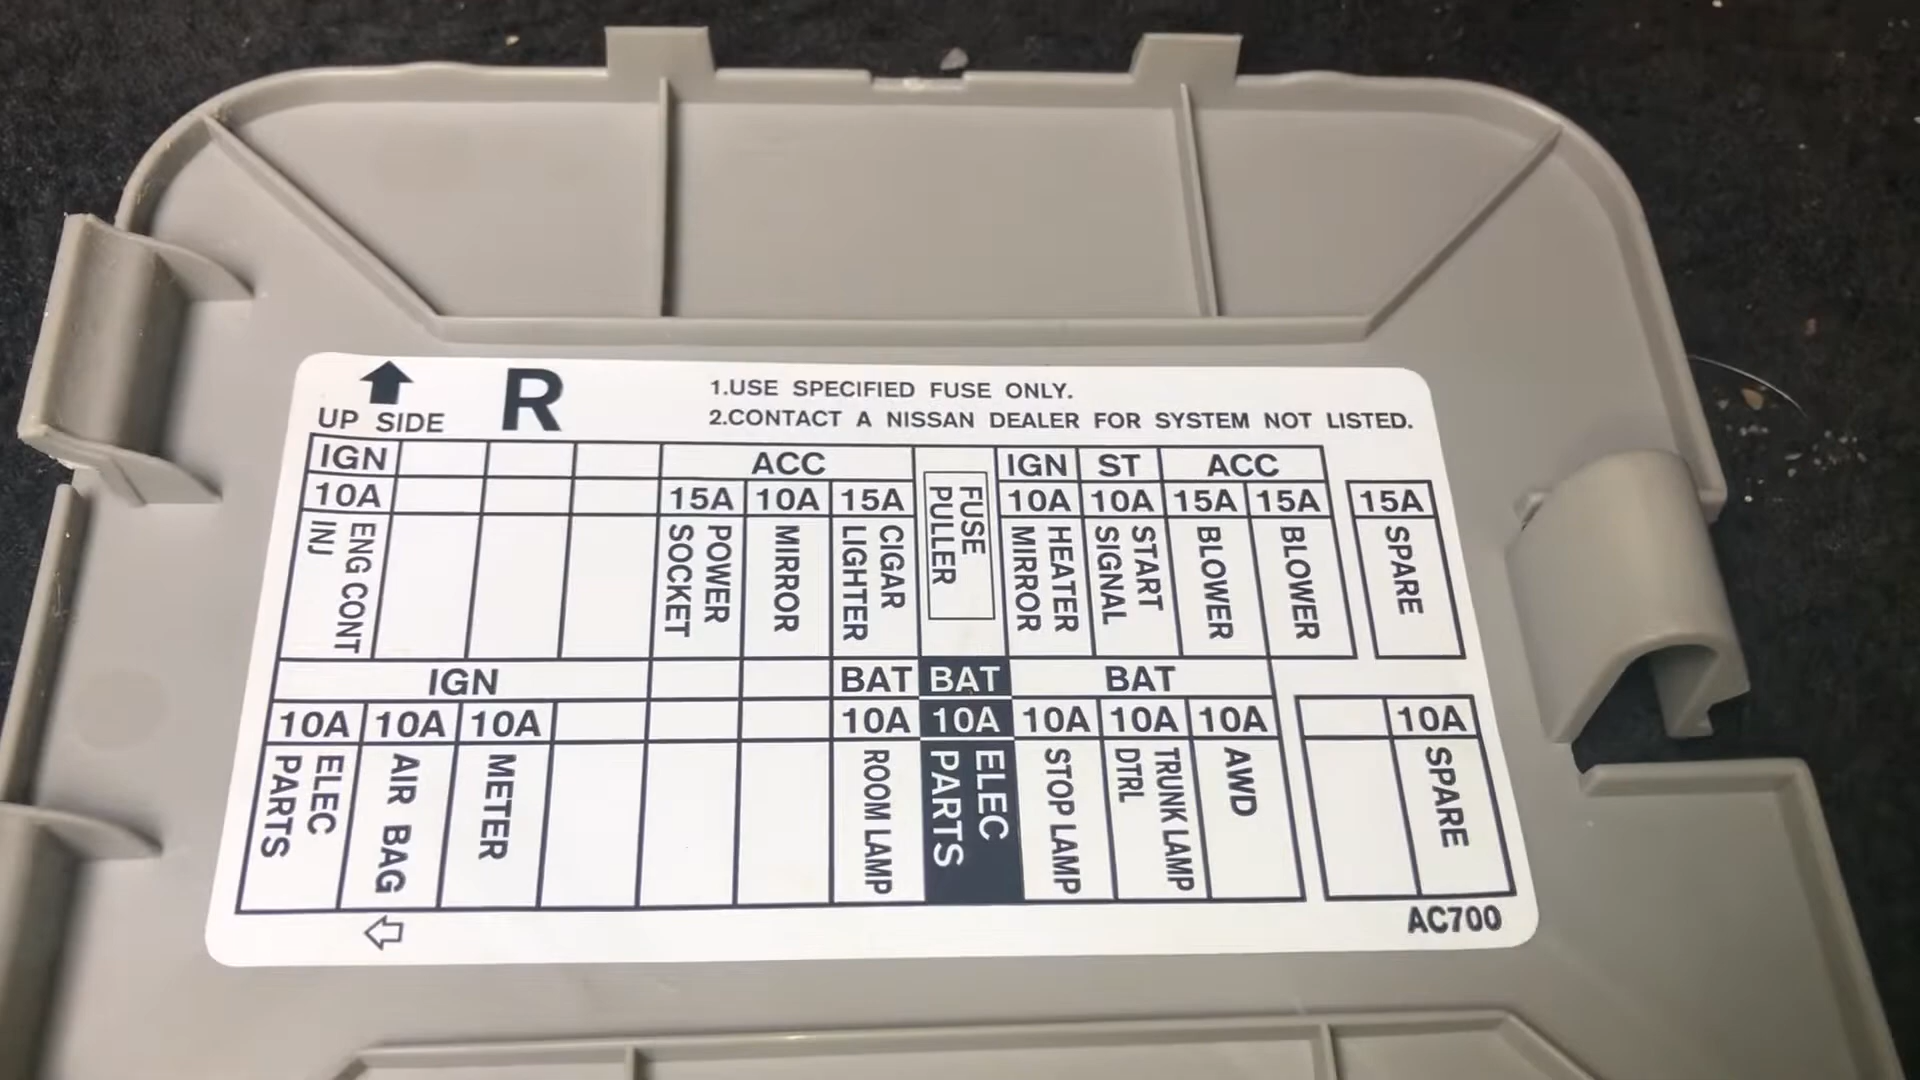 UP SIDE R
1.USE SPECIFIED FUSE ONLY.
2.CONTACT A NISSAN DEALER FOR SYSTEM NOT LISTED.
IGN ACC IGN ST ACC
10A 15A 10A 15A FUSE PULLER 10A 10A 15A 15A 15A
ENG CONT INJ
POWER SOCKET
MIRROR
CIGAR LIGHTER
HEATER MIRROR
START SIGNAL
BLOWER
BLOWER
SPARE
IGN BAT BAT BAT
10A 10A 10A 10A 10A 10A 10A 10A 10A
ELEC PARTS
AIR BAG
METER
ROOM LAMP
ELEC PARTS
STOP LAMP
TRUNK LAMP DTRL
AWD
SPARE
AC700